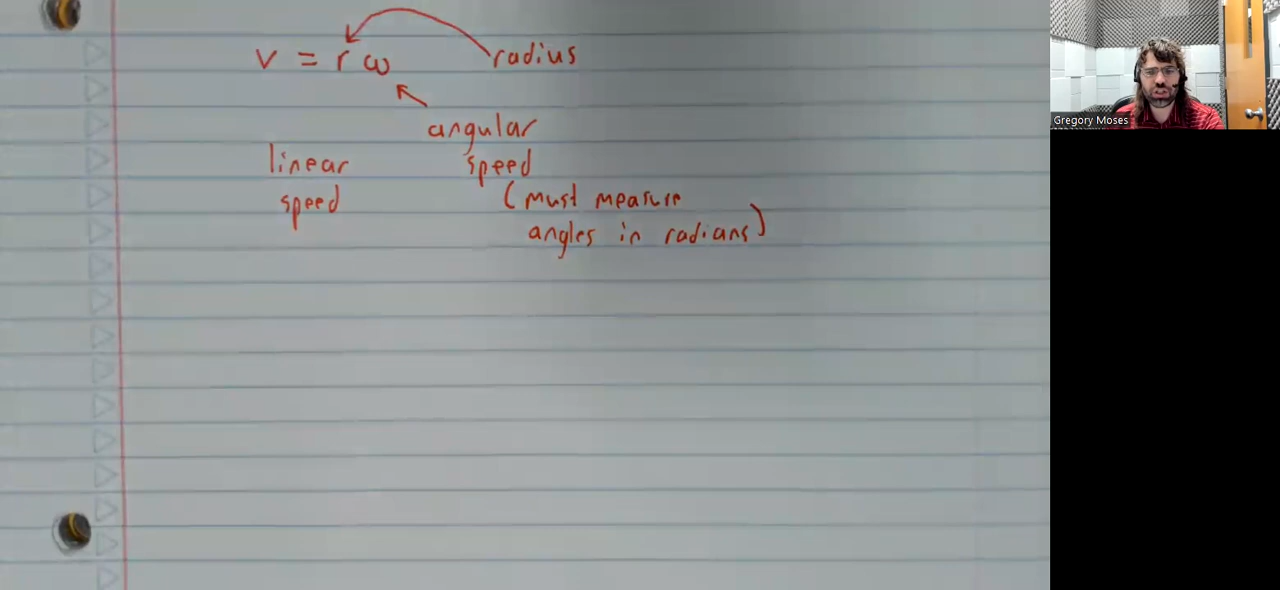 v = r ω
radius
angular
speed
(must measure
angles in radians)
linear
speed
Gregory Moses